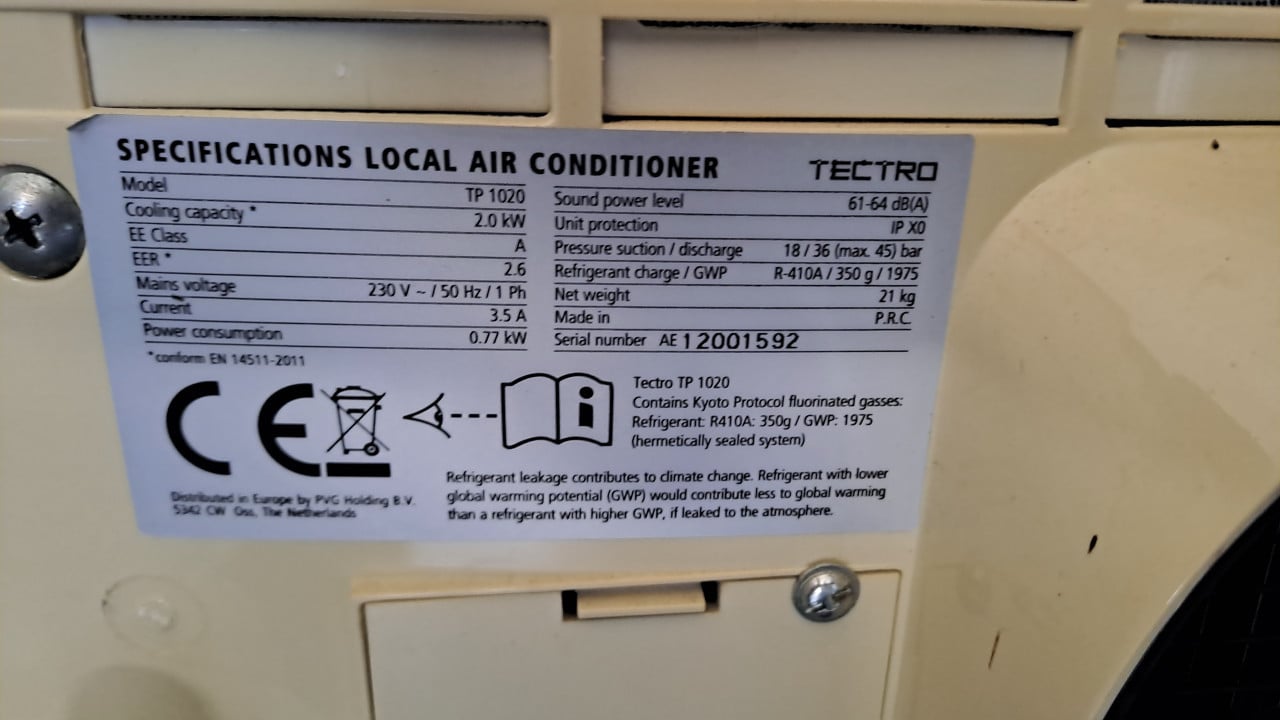 SPECIFICATIONS LOCAL AIR CONDITIONER
TECTRO
Model TP 1020
Cooling capacity * 2.0 kW
EE Class A
EER * 2.6
Mains voltage 230 V ~ / 50 Hz / 1 Ph
Current 3.5 A
Power consumption 0.77 kW
*conform EN 14511-2011
Sound power level 61-64 dB(A)
Unit protection IP X0
Pressure suction / discharge 18 / 36 (max. 45) bar
Refrigerant charge / GWP R-410A / 350 g / 1975
Net weight 21 kg
Made in P.R.C.
Serial number AE 12001592
CE
i
Tectro TP 1020
Contains Kyoto Protocol fluorinated gasses:
Refrigerant: R410A: 350g / GWP: 1975
(hermetically sealed system)
Refrigerant leakage contributes to climate change. Refrigerant with lower
global warming potential (GWP) would contribute less to global warming
than a refrigerant with higher GWP, if leaked to the atmosphere.
Distributed in Europe by PVG Holding B.V.
5342 CW Oss, The Netherlands